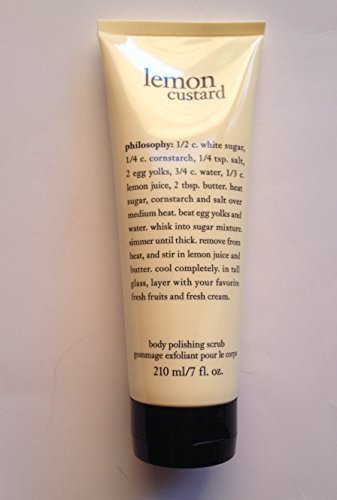 lemon
custard
philosophy: 1/2 c. white sugar,
1/4 c. cornstarch, 1/4 tsp. salt,
2 egg yolks, 3/4 c. water, 1/3 c.
lemon juice, 2 tbsp. butter. heat
sugar, cornstarch and salt over
medium heat. beat egg yolks and
water. whisk into sugar mixture.
simmer until thick. remove from
heat, and stir in lemon juice and
butter. cool completely. in tall
glass, layer with your favorite
fresh fruits and fresh cream.
body polishing scrub
gommage exfoliant pour le corps
210 ml/7 fl. oz.